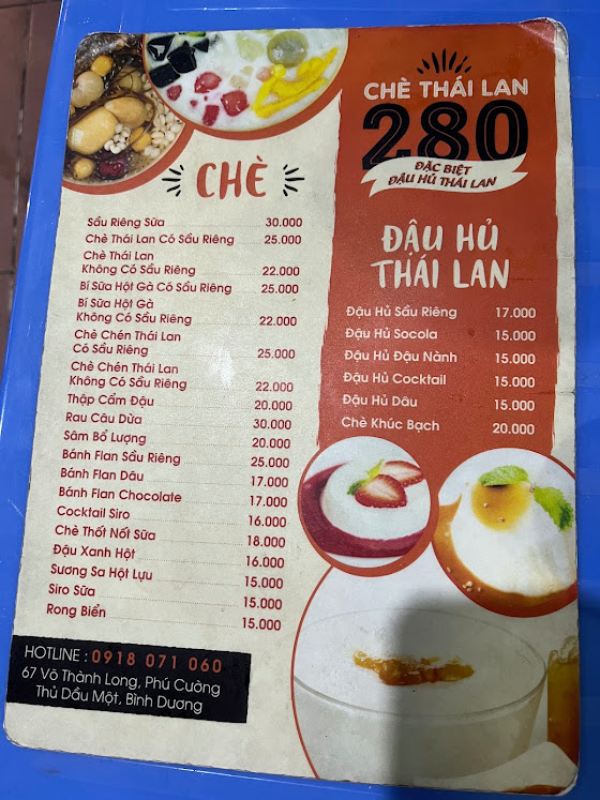 CHÈ THÁI LAN
280
ĐẶC BIỆT
ĐẬU HỦ THÁI LAN
CHÈ
Sầu Riêng Sữa 30.000
Chè Thái Lan Có Sầu Riêng 25.000
Chè Thái Lan
Không Có Sầu Riêng 22.000
Bí Sữa Hột Gà Có Sầu Riêng 25.000
Bí Sữa Hột Gà
Không Có Sầu Riêng 22.000
Chè Chén Thái Lan
Có Sầu Riêng 25.000
Chè Chén Thái Lan
Không Có Sầu Riêng 22.000
Thập Cẩm Đậu 20.000
Rau Câu Dừa 30.000
Sâm Bổ Lượng 20.000
Bánh Flan Sầu Riêng 25.000
Bánh Flan Dâu 17.000
Bánh Flan Chocolate 17.000
Cocktail Siro 16.000
Chè Thốt Nốt Sữa 18.000
Đậu Xanh Hột 16.000
Sương Sa Hột Lựu 15.000
Siro Sữa 15.000
Rong Biển 15.000
ĐẬU HỦ
THÁI LAN
Đậu Hủ Sầu Riêng 17.000
Đậu Hủ Socola 15.000
Đậu Hủ Đậu Nành 15.000
Đậu Hủ Cocktail 15.000
Đậu Hủ Dâu 15.000
Chè Khúc Bạch 20.000
HOTLINE : 0918 071 060
67 Võ Thành Long, Phú Cường
Thủ Dầu Một, Bình Dương